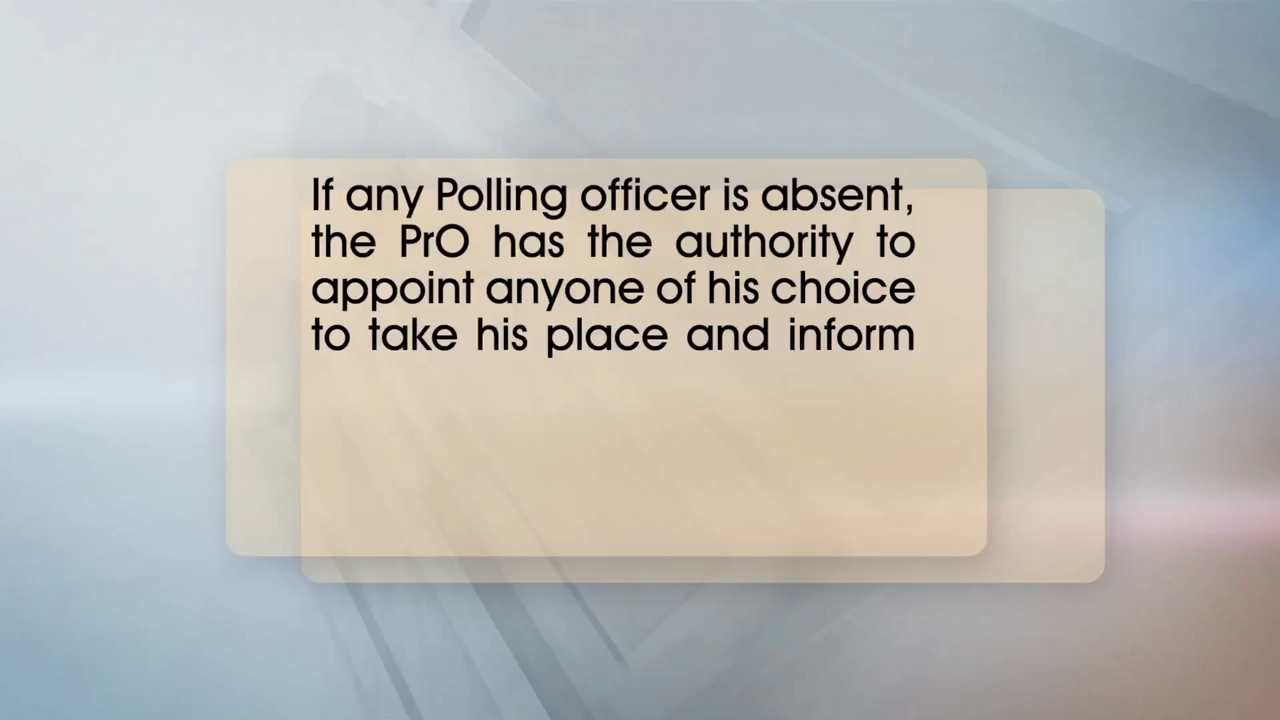 If any Polling officer is absent,
the PrO has the authority to
appoint anyone of his choice
to take his place and inform